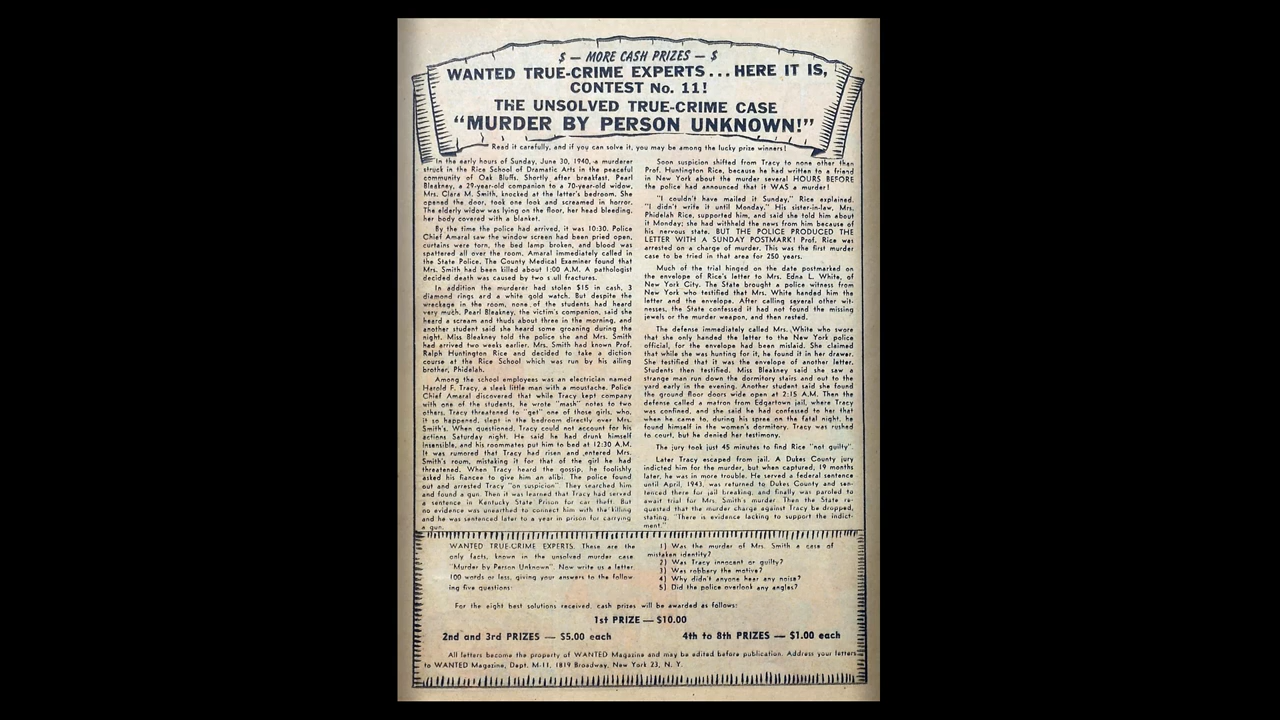 $ — MORE CASH PRIZES — $
WANTED TRUE-CRIME EXPERTS...HERE IT IS,
CONTEST No. 11!
THE UNSOLVED TRUE-CRIME CASE
"MURDER BY PERSON UNKNOWN!"
Read it carefully, and if you can solve it, you may be among the lucky prize winners!
In the early hours of Sunday, June 30, 1940, a murderer
struck in the Rice School of Dramatic Arts in the peaceful
community of Oak Bluffs. Shortly after breakfast, Pearl
Bleakney, a 29-year-old companion to a 70-year-old widow,
Mrs. Clara M. Smith, knocked at the latter's bedroom. She
opened the door, took one look and screamed in horror.
The elderly widow was lying on the floor, her head bleeding,
her body covered with a blanket.
By the time the police had arrived, it was 10:30. Police
Chief Amaral saw the window screen had been pried open,
curtains were torn, the bed lamp broken, and blood was
spattered all over the room. Amaral immediately called in
the State Police. The County Medical Examiner found that
Mrs. Smith had been killed about 1:00 A.M. A pathologist
decided death was caused by two s.ull fractures.
In addition the murderer had stolen $15 in cash, 3
diamond rings and a white gold watch. But despite the
wreckage in the room, none of the students had heard
very much. Pearl Bleakney, the victim's companion, said she
heard a scream and thuds about three in the morning, and
another student said she heard some groaning during the
night. Miss Bleakney told the police she and Mrs. Smith
had arrived two weeks earlier. Mrs. Smith had known Prof.
Ralph Huntington Rice and decided to take a diction
course at the Rice School which was run by his ailing
brother, Phidelah.
Among the school employees was an electrician named
Harold F. Tracy, a sleek little man with a moustache. Police
Chief Amaral discovered that while Tracy kept company
with one of the students, he wrote "mash" notes to two
others. Tracy threatened to "get" one of those girls, who,
it so happened, slept in the bedroom directly over Mrs.
Smith's. When questioned, Tracy could not account for his
actions Saturday night. He said he had drunk himself
insensible, and his roommates put him to bed at 12:30 A.M.
It was rumored that Tracy had risen and entered Mrs.
Smith's room, mistaking it for that of the girl he had
threatened. When Tracy heard the gossip, he foolishly
asked his fiancee to give him an alibi. The police found
out and arrested Tracy "on suspicion". They searched him
and found a gun. Then it was learned that Tracy had served
a sentence in Kentucky State Prison for car theft. But
no evidence was unearthed to connect him with the killing
and he was sentenced later to a year in prison for carrying
a gun.
Soon suspicion shifted from Tracy to none other than
Prof. Huntington Rice, because he had written to a friend
in New York about the murder several HOURS BEFORE
the police had announced that it WAS a murder!
"I couldn't have mailed it Sunday," Rice explained.
"I didn't write it until Monday." His sister-in-law, Mrs.
Phidelah Rice, supported him, and said she told him about
it Monday; she had withheld the news from him because of
his nervous state. BUT THE POLICE PRODUCED THE
LETTER WITH A SUNDAY POSTMARK! Prof. Rice was
arrested on a charge of murder. This was the first murder
case to be tried in that area for 250 years.
Much of the trial hinged on the date postmarked on
the envelope of Rice's letter to Mrs. Edna L. White, of
New York City. The State brought a police witness from
New York who testified that Mrs. White handed him the
letter and the envelope. After calling several other wit-
nesses, the State confessed it had not found the missing
jewels or the murder weapon, and then rested.
The defense immediately called Mrs. White who swore
that she only handed the letter to the New York police
official, for the envelope had been mislaid. She claimed
that while she was hunting for it, he found it in her drawer.
She testified that it was the envelope of another letter.
Students then testified. Miss Bleakney said she saw a
strange man run down the dormitory stairs and out to the
yard early in the evening. Another student said she found
the ground floor doors wide open at 2:15 A.M. Then the
defense called a matron from Edgartown jail, where Tracy
was confined, and she said he had confessed to her that
when he came to, during his spree on the fatal night, he
found himself in the women's dormitory. Tracy was rushed
to court, but he denied her testimony.
The jury took just 45 minutes to find Rice "not guilty".
Later Tracy escaped from jail. A Dukes County jury
indicted him for the murder, but when captured, 19 months
later, he was in more trouble. He served a federal sentence
until April, 1943, was returned to Dukes County and sen-
tenced there for jail breaking, and finally was paroled to
await trial for Mrs. Smith's murder. Then the State re-
quested that the murder charge against Tracy be dropped,
stating, "There is evidence lacking to support the indict-
ment."
WANTED TRUE-CRIME EXPERTS. These are the
only facts, known in the unsolved murder case
"Murder by Person Unknown". Now write us a letter,
100 words or less, giving your answers to the follow
ing five questions:
1) Was the murder of Mrs. Smith a case of
mistaken identity?
2) Was Tracy innocent or guilty?
3) Was robbery the motive?
4) Why didn't anyone hear any noise?
5) Did the police overlook any angles?
For the eight best solutions received, cash prizes will be awarded as follows:
1st PRIZE — $10.00
2nd and 3rd PRIZES — $5.00 each
4th to 8th PRIZES — $1.00 each
All letters become the property of WANTED Magazine and may be edited before publication. Address your letters
to WANTED Magazine, Dept. M-11, 1819 Broadway, New York 23, N. Y.